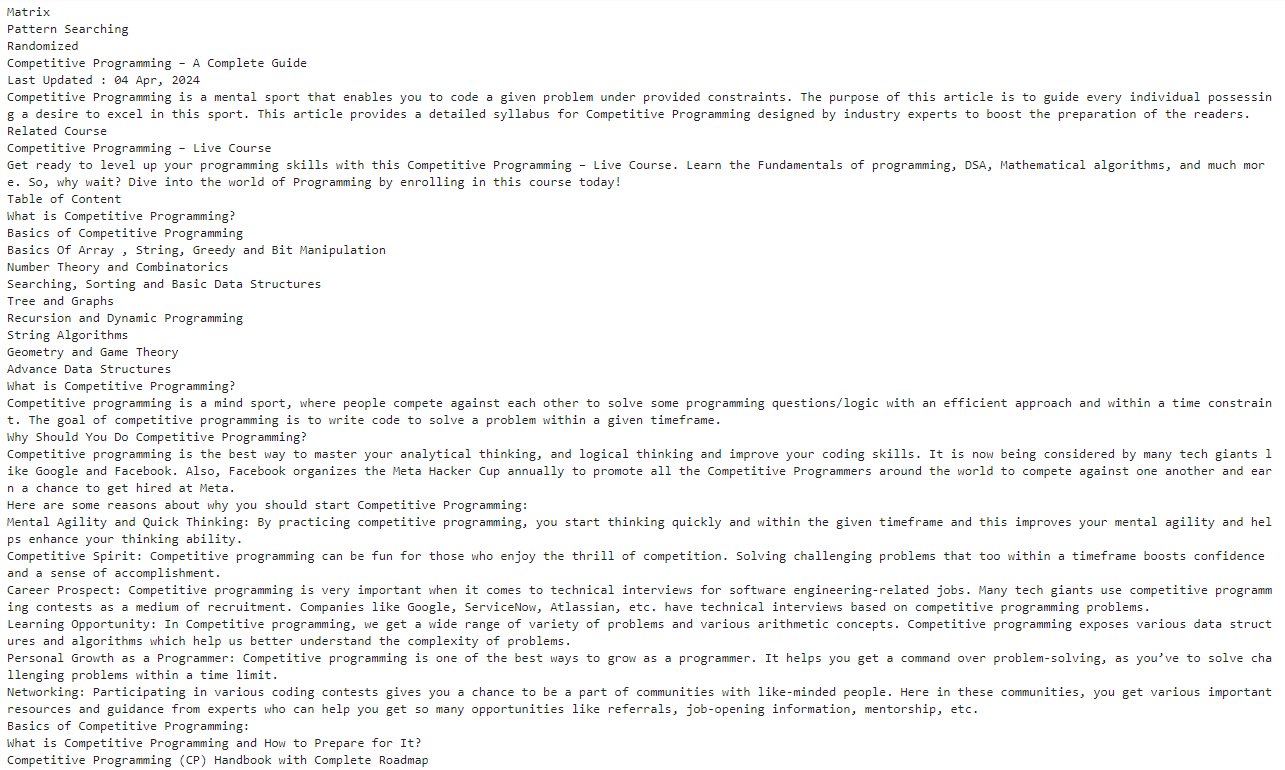 Matrix
Pattern Searching
Randomized
Competitive Programming – A Complete Guide
Last Updated : 04 Apr, 2024
Competitive Programming is a mental sport that enables you to code a given problem under provided constraints. The purpose of this article is to guide every individual possessin
g a desire to excel in this sport. This article provides a detailed syllabus for Competitive Programming designed by industry experts to boost the preparation of the readers.
Related Course
Competitive Programming – Live Course
Get ready to level up your programming skills with this Competitive Programming – Live Course. Learn the Fundamentals of programming, DSA, Mathematical algorithms, and much mor
e. So, why wait? Dive into the world of Programming by enrolling in this course today!
Table of Content
What is Competitive Programming?
Basics of Competitive Programming
Basics Of Array , String, Greedy and Bit Manipulation
Number Theory and Combinatorics
Searching, Sorting and Basic Data Structures
Tree and Graphs
Recursion and Dynamic Programming
String Algorithms
Geometry and Game Theory
Advance Data Structures
What is Competitive Programming?
Competitive programming is a mind sport, where people compete against each other to solve some programming questions/logic with an efficient approach and within a time constrain
t. The goal of competitive programming is to write code to solve a problem within a given timeframe.
Why Should You Do Competitive Programming?
Competitive programming is the best way to master your analytical thinking, and logical thinking and improve your coding skills. It is now being considered by many tech giants l
ike Google and Facebook. Also, Facebook organizes the Meta Hacker Cup annually to promote all the Competitive Programmers around the world to compete against one another and ear
n a chance to get hired at Meta.
Here are some reasons about why you should start Competitive Programming:
Mental Agility and Quick Thinking: By practicing competitive programming, you start thinking quickly and within the given timeframe and this improves your mental agility and hel
ps enhance your thinking ability.
Competitive Spirit: Competitive programming can be fun for those who enjoy the thrill of competition. Solving challenging problems that too within a timeframe boosts confidence
and a sense of accomplishment.
Career Prospect: Competitive programming is very important when it comes to technical interviews for software engineering-related jobs. Many tech giants use competitive programm
ing contests as a medium of recruitment. Companies like Google, ServiceNow, Atlassian, etc. have technical interviews based on competitive programming problems.
Learning Opportunity: In Competitive programming, we get a wide range of variety of problems and various arithmetic concepts. Competitive programming exposes various data struct
ures and algorithms which help us better understand the complexity of problems.
Personal Growth as a Programmer: Competitive programming is one of the best ways to grow as a programmer. It helps you get a command over problem-solving, as you’ve to solve cha
llenging problems within a time limit.
Networking: Participating in various coding contests gives you a chance to be a part of communities with like-minded people. Here in these communities, you get various important
resources and guidance from experts who can help you get so many opportunities like referrals, job-opening information, mentorship, etc.
Basics of Competitive Programming:
What is Competitive Programming and How to Prepare for It?
Competitive Programming (CP) Handbook with Complete Roadmap